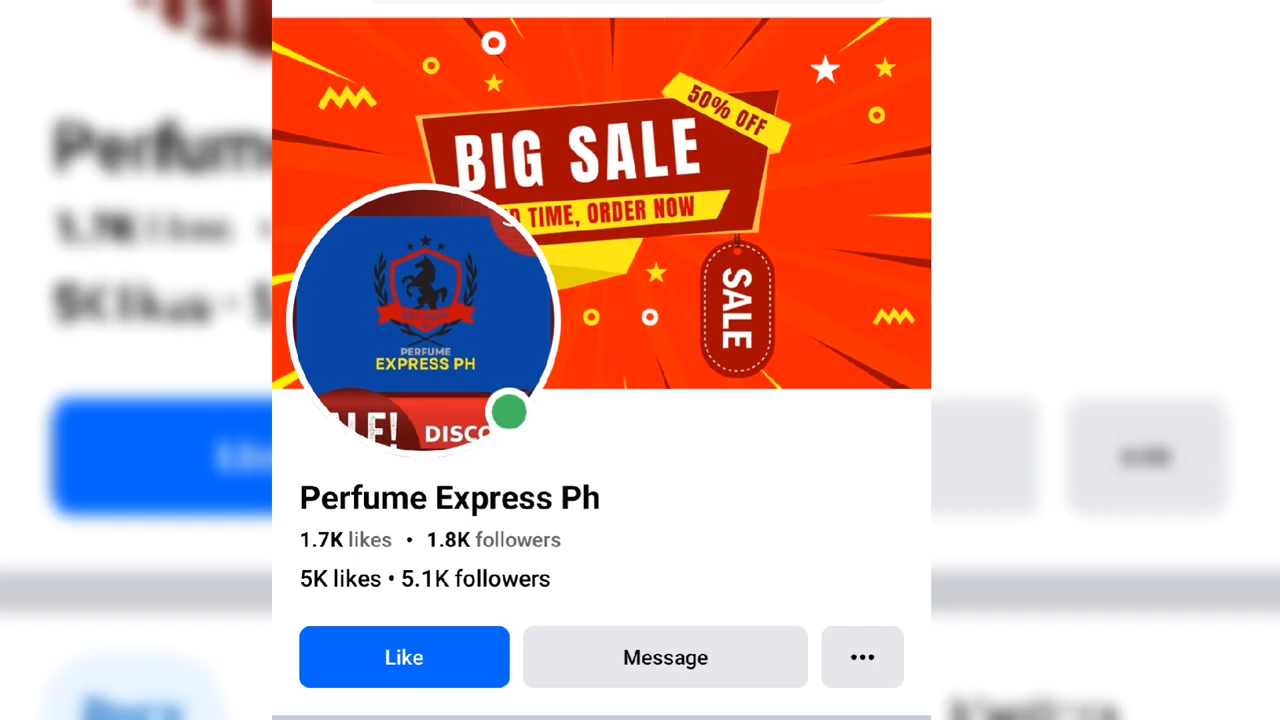 50% OFF
BIG SALE
TIME, ORDER NOW
SALE
PERFUME
EXPRESS PH
Perfume Express Ph
1.7K likes • 1.8K followers
5K likes • 5.1K followers
Like
Message